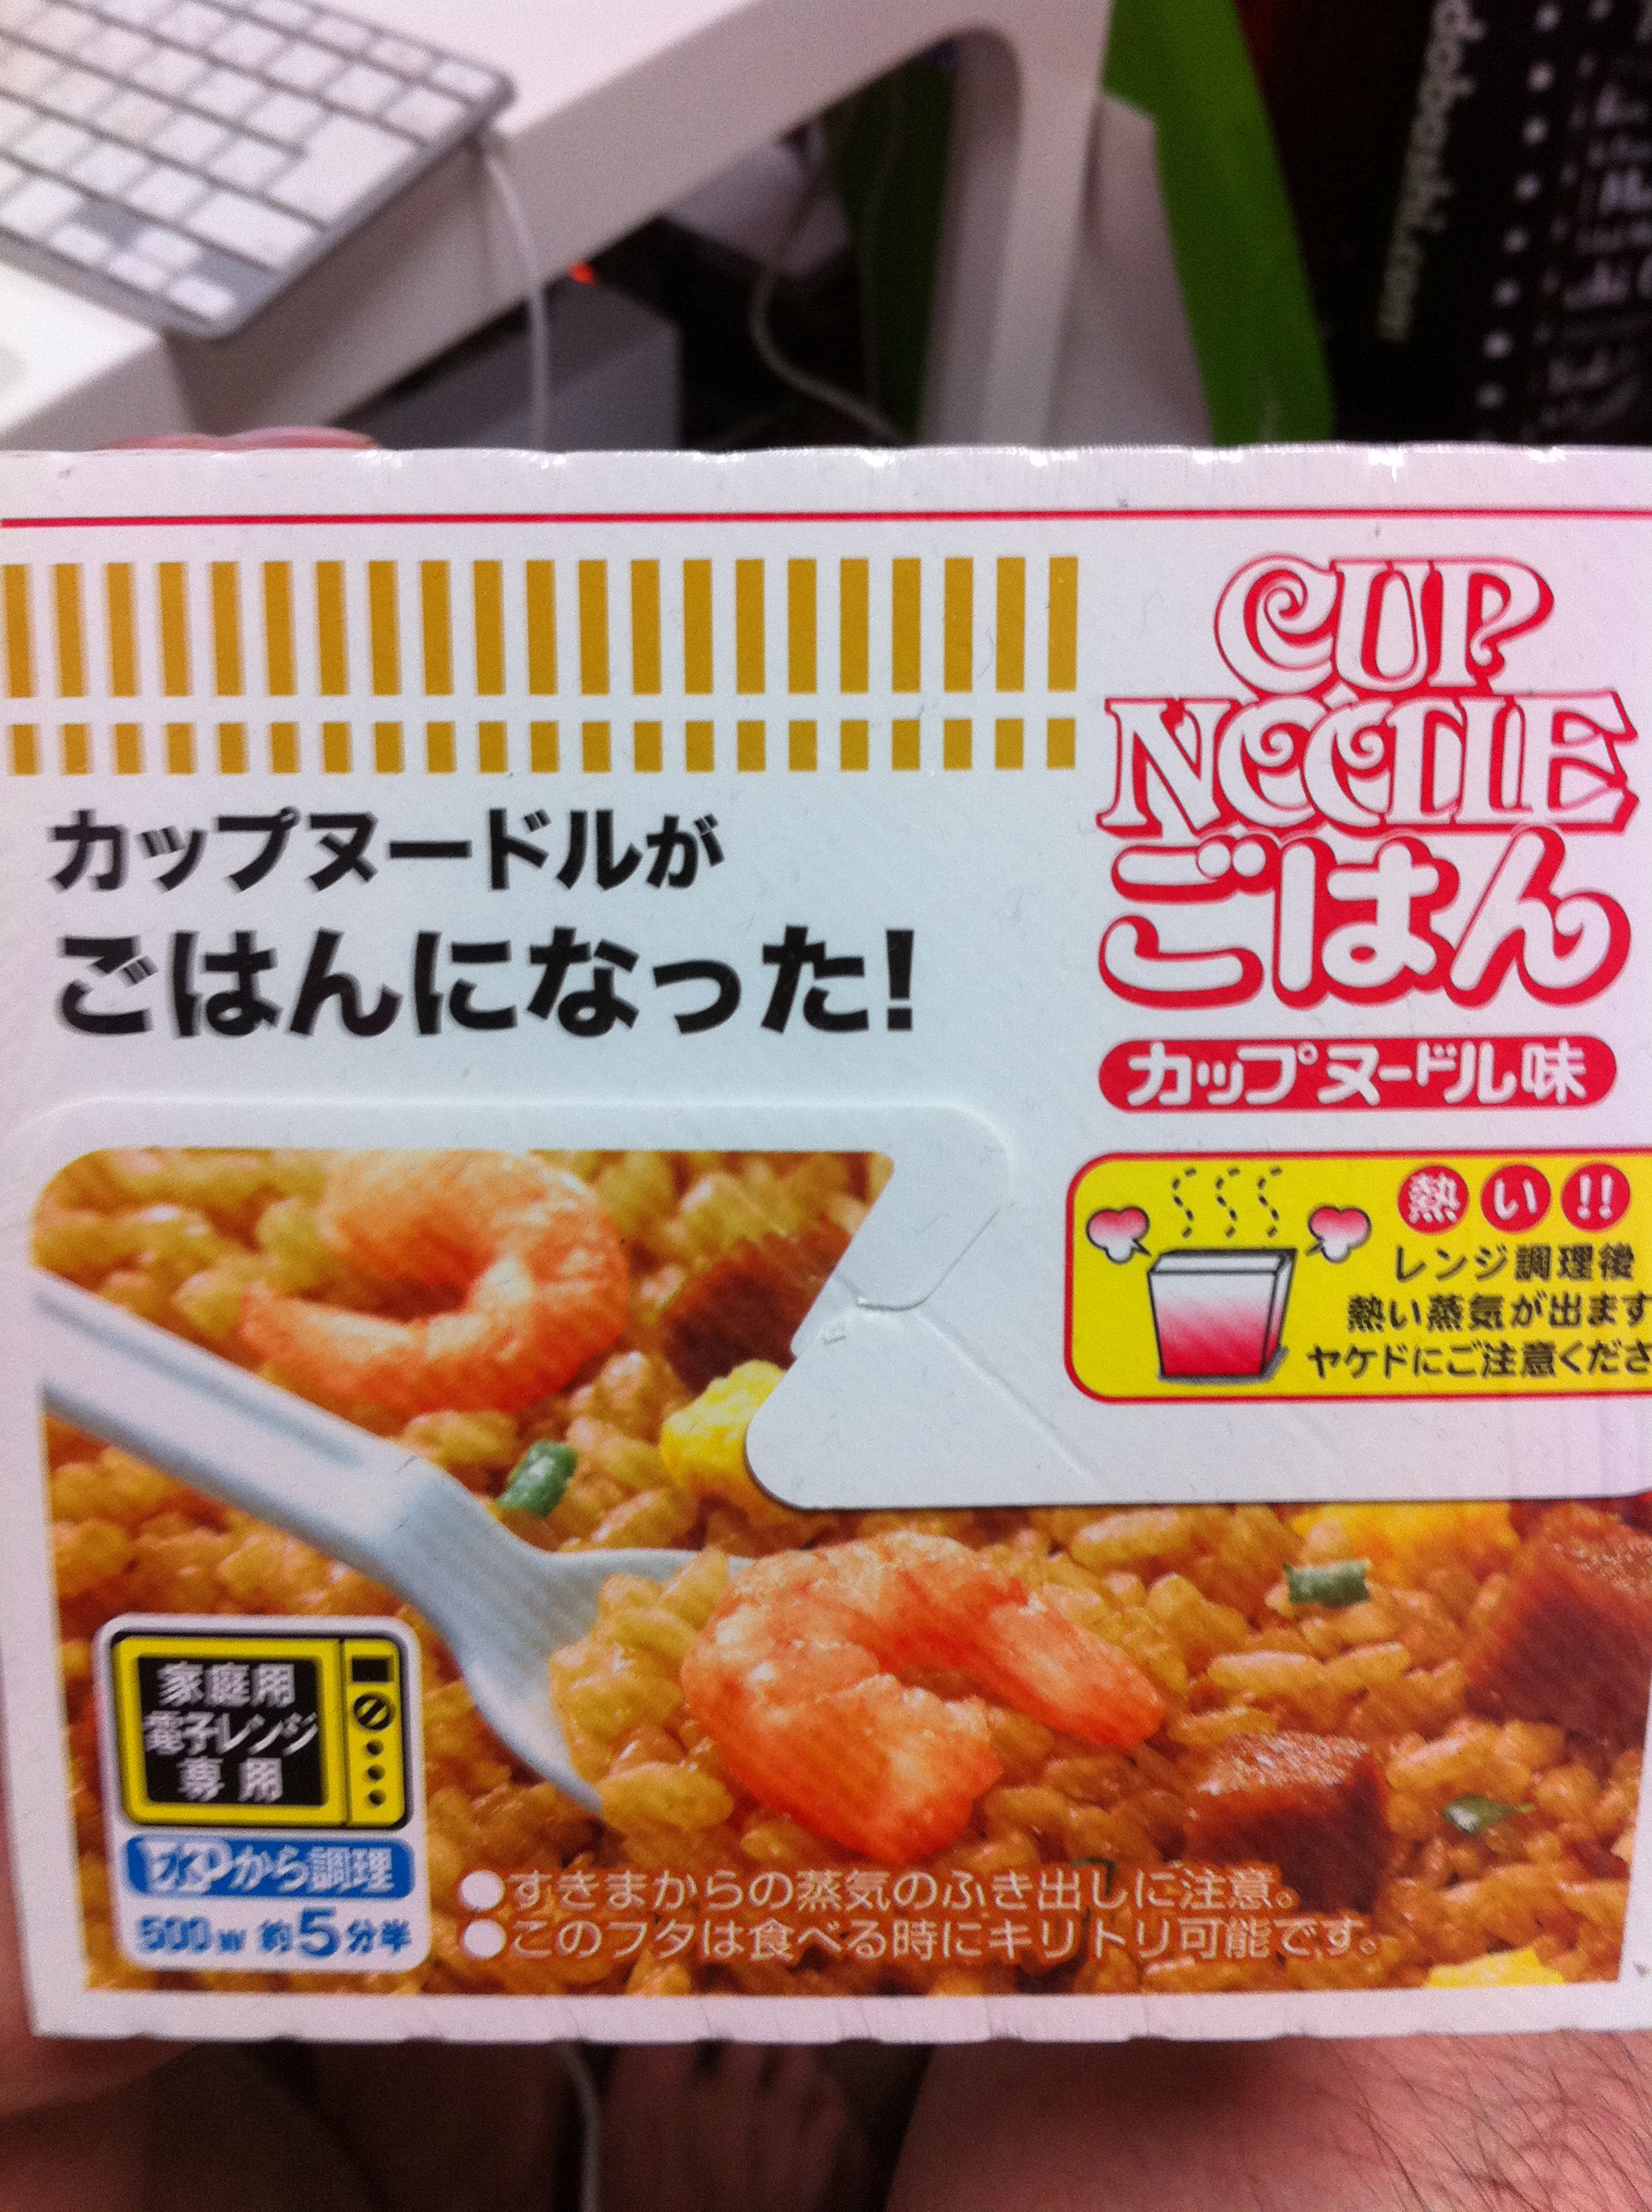 CUP
NOODLE
ごはん
カップヌードル味
カップヌードルが
ごはんになった!
熱い!!
レンジ調理後
熱い蒸気が出ます
ヤケドにご注意くださ
家庭用
電子レンジ
専用
水から調理
500W 約5分半
●すきまからの蒸気のふき出しに注意。
●このフタは食べる時にキリトリ可能です。